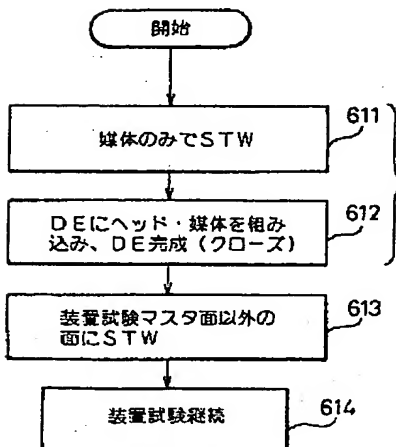 開始
媒体のみでSTW
611
DEにヘッド・媒体を組み
込み、DE完成(クローズ)
612
装置試験マスタ面以外の
面にSTW
613
装置試験継続
614